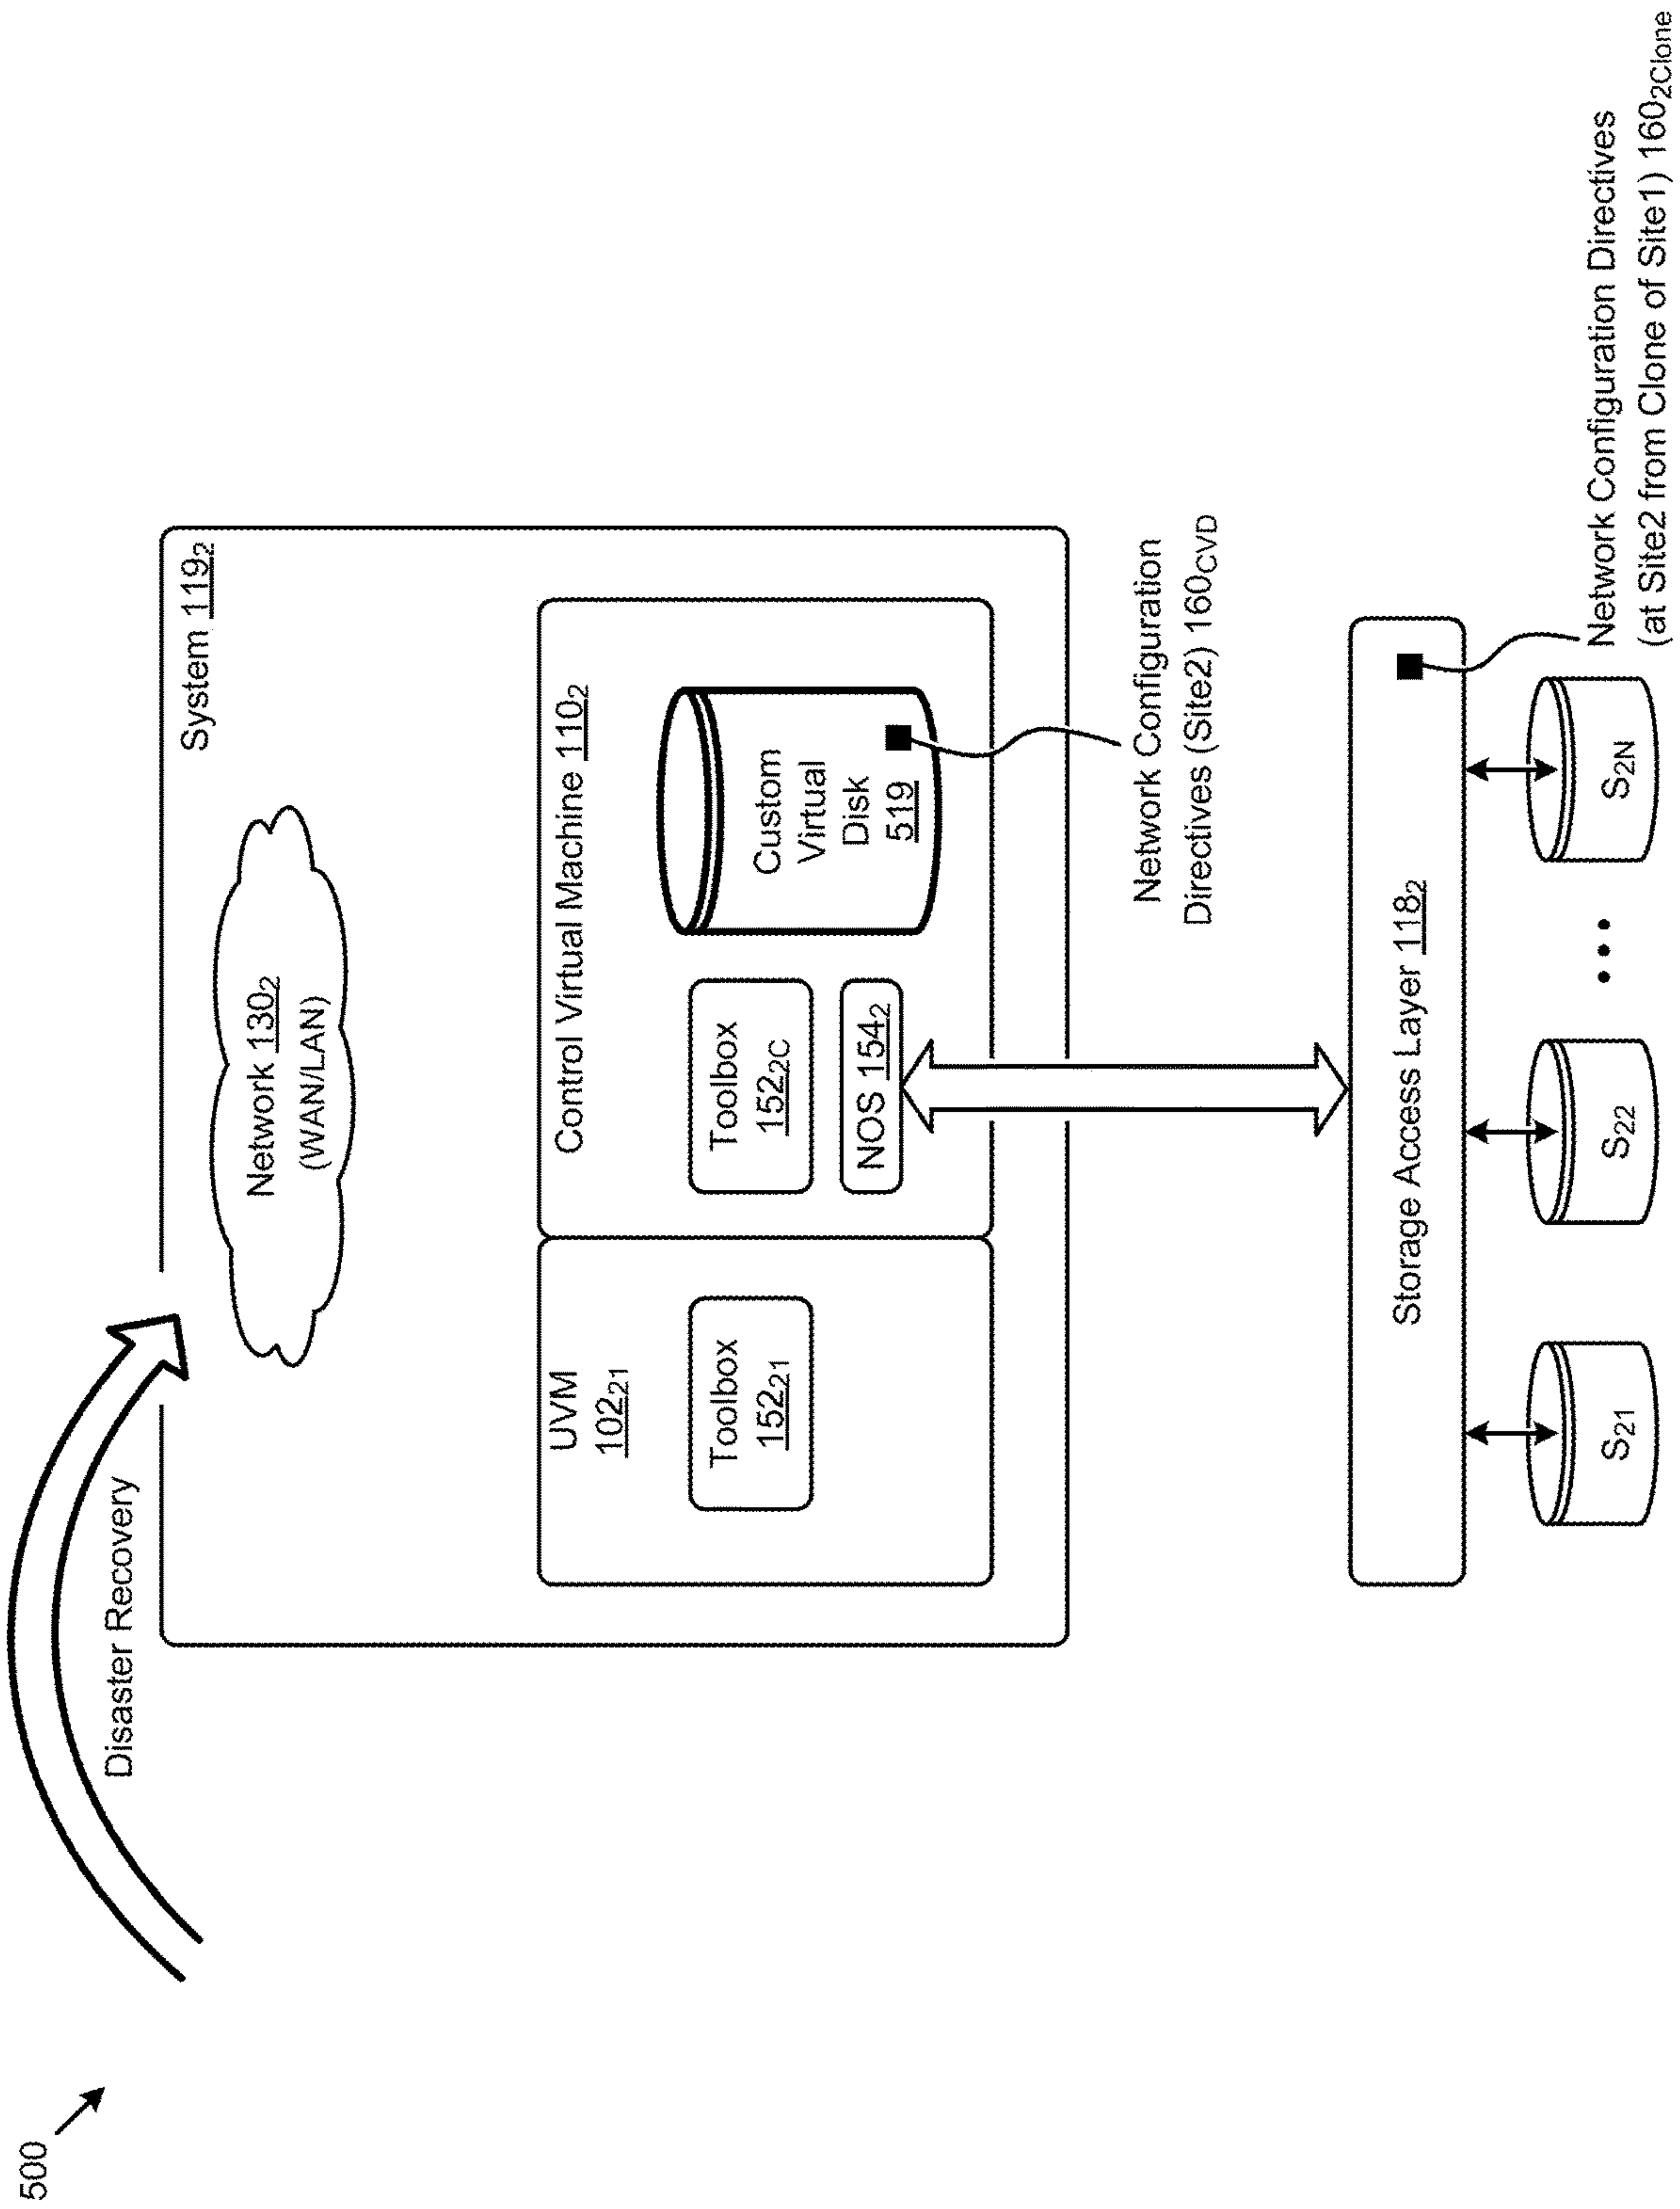 500
Disaster Recovery
System 119₂
Network 130₂
(WAN/LAN)
UVM
102₂₁
Toolbox
152₂₁
Control Virtual Machine 110₂
Toolbox
152₂C
NOS 154₂
Custom
Virtual
Disk
519
Network Configuration
Directives (Site2) 160CVD
Storage Access Layer 118₂
S₂₁
S₂₂
S₂N
Network Configuration Directives
(at Site2 from Clone of Site1) 160₂Clone